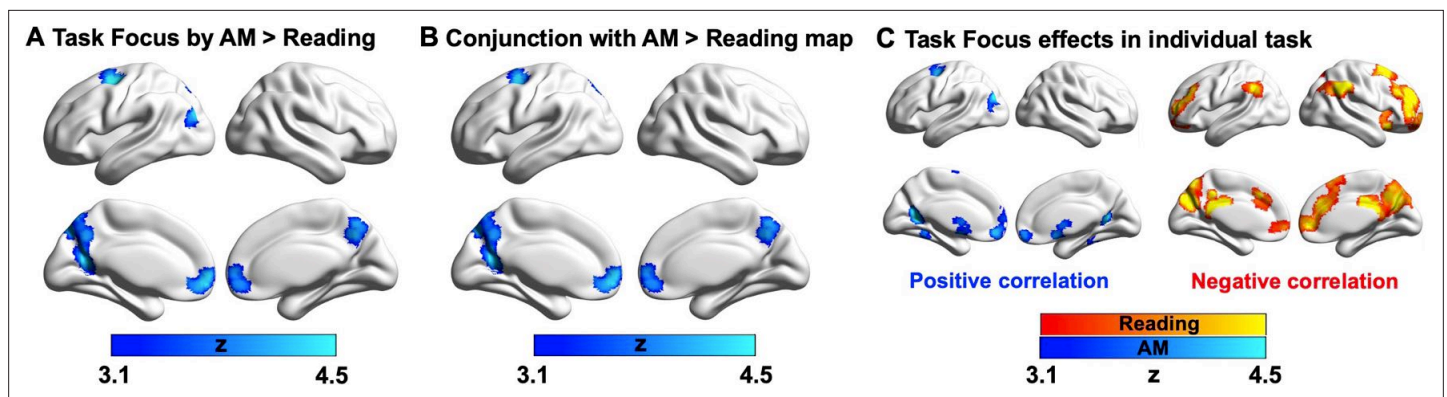 A Task Focus by AM > Reading
B Conjunction with AM > Reading map
C Task Focus effects in individual task
Positive correlation
Negative correlation
z
3.1
4.5
z
3.1
4.5
Reading
AM
3.1
z
4.5